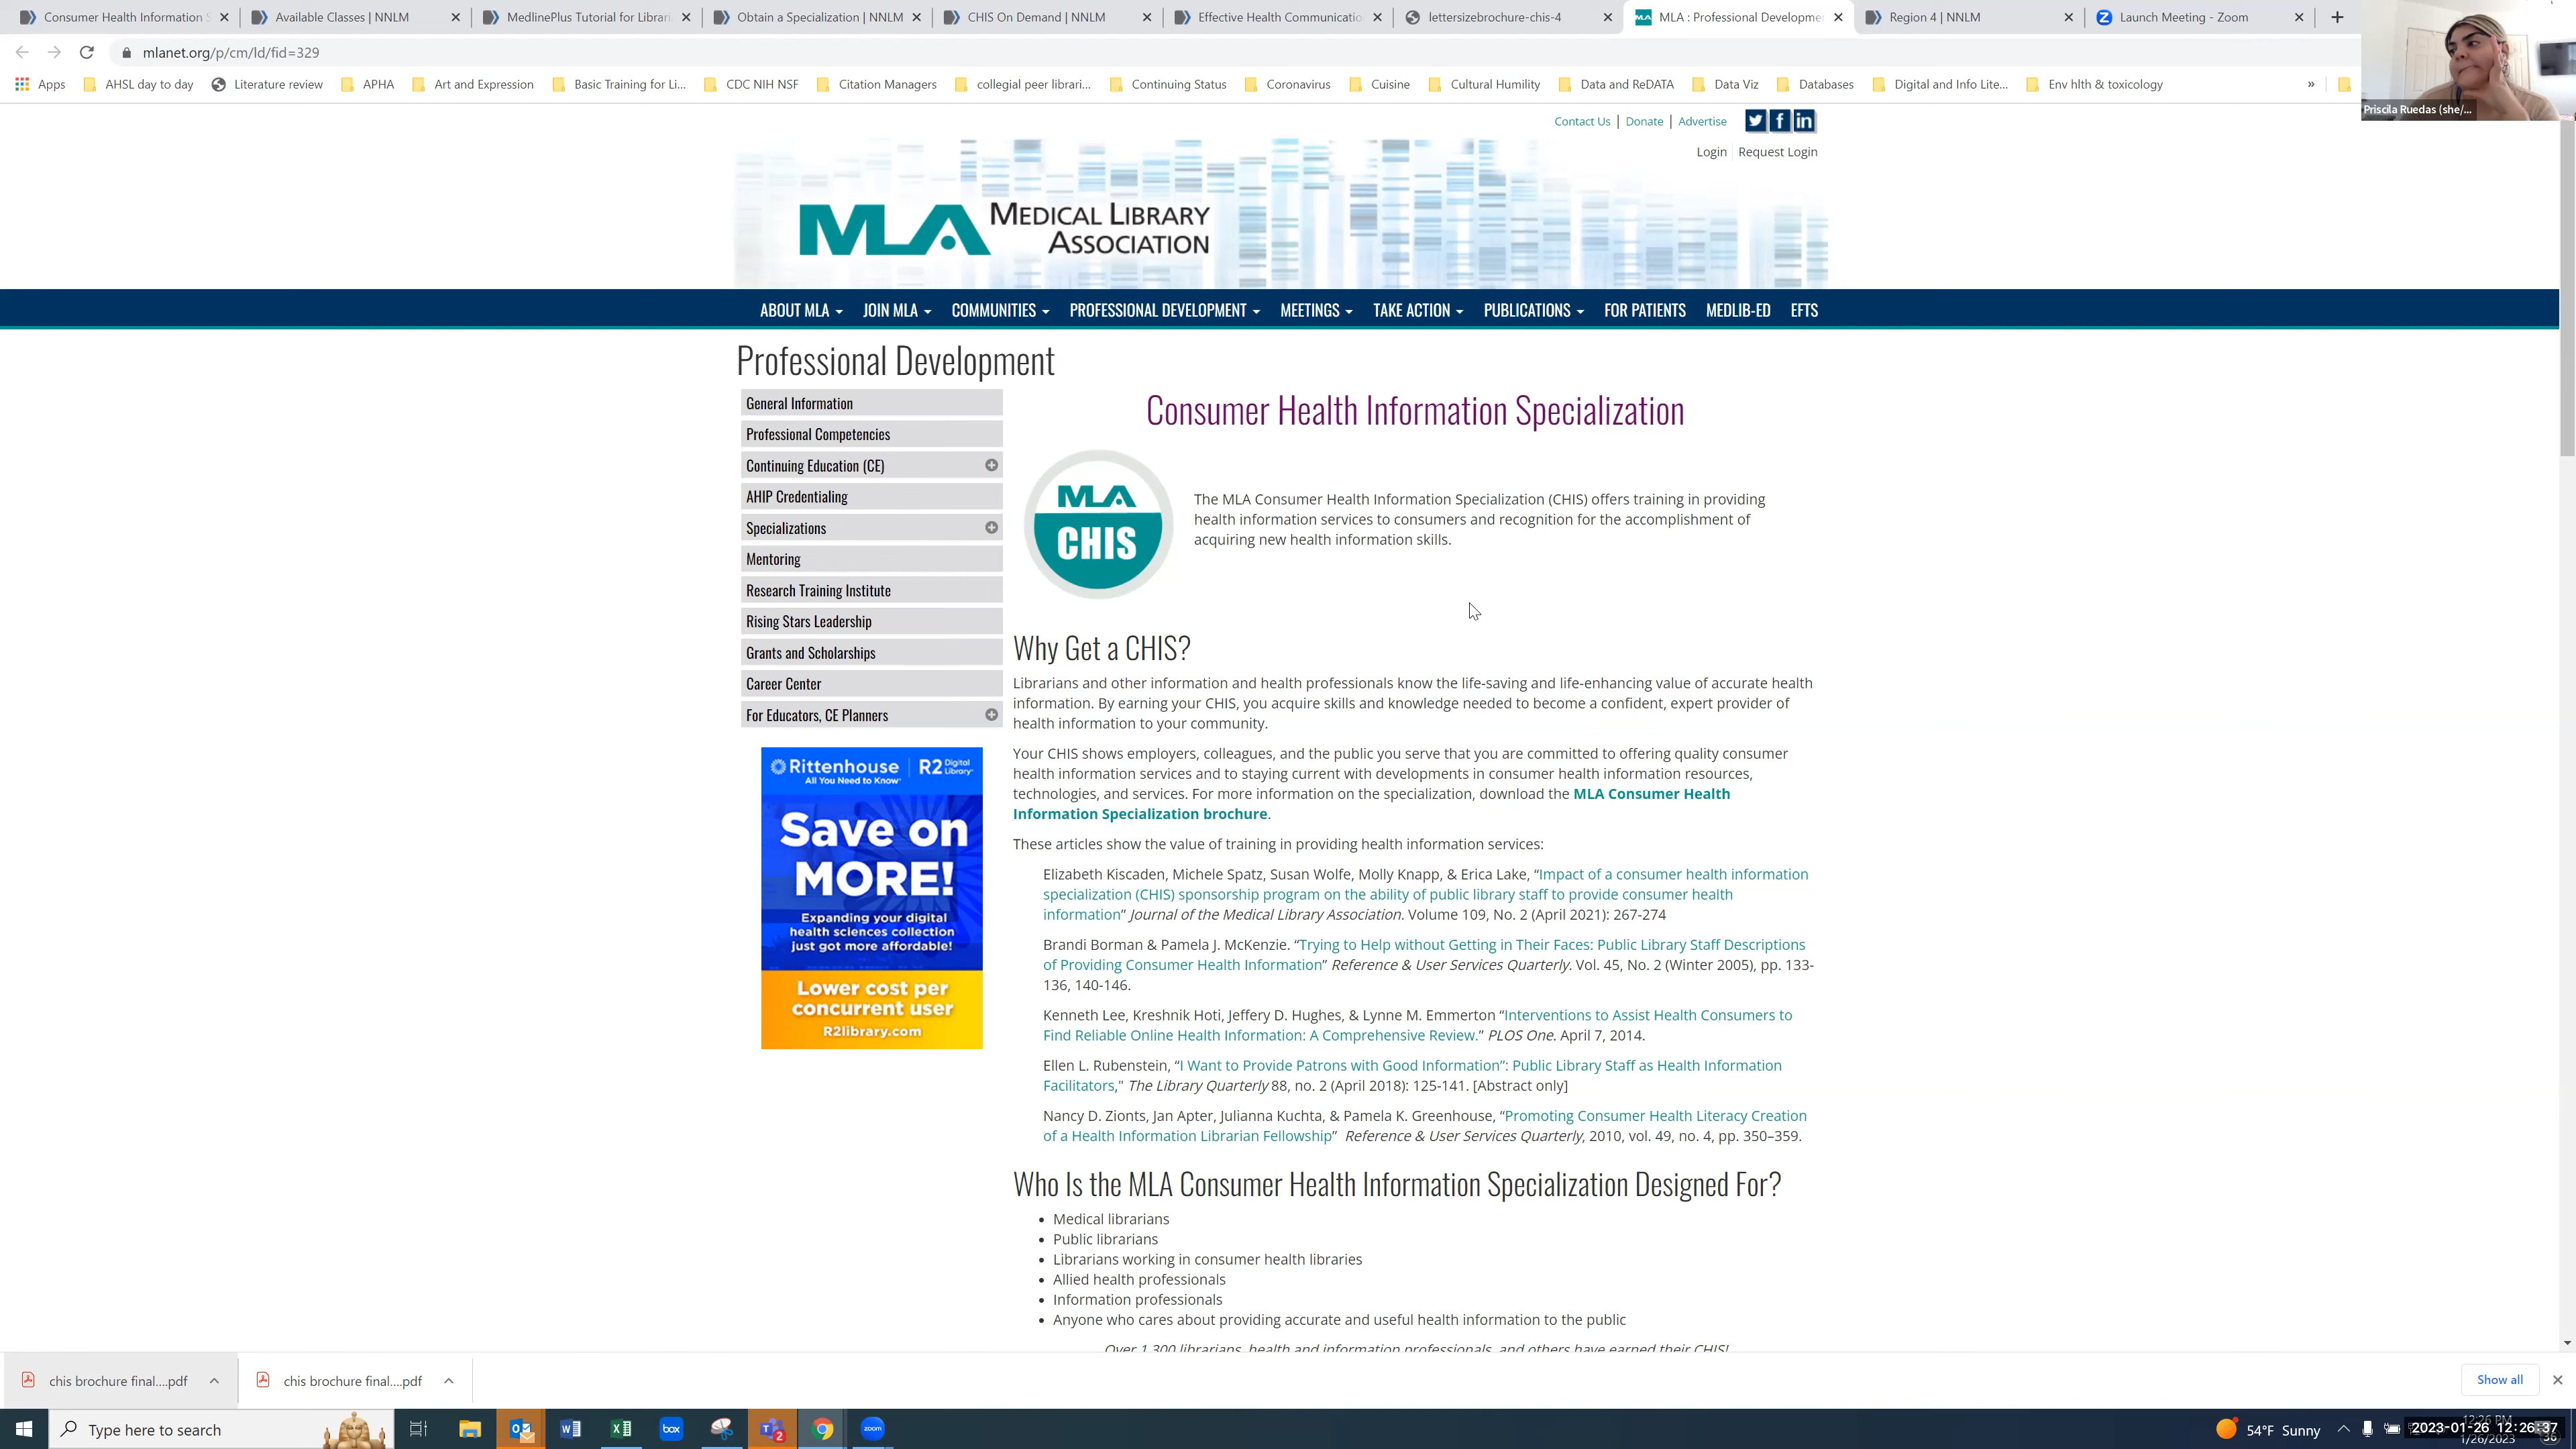 Consumer Health Information S
Available Classes | NNLM
MedlinePlus Tutorial for Librari
Obtain a Specialization | NNLM
CHIS On Demand | NNLM
Effective Health Communicatio
lettersizebrochure-chis-4
MLA : Professional Developmen
Region 4 | NNLM
Launch Meeting - Zoom
mlanet.org/p/cm/ld/fid=329
Apps
AHSL day to day
Literature review
APHA
Art and Expression
Basic Training for Li...
CDC NIH NSF
Citation Managers
collegial peer librari...
Continuing Status
Coronavirus
Cuisine
Cultural Humility
Data and ReDATA
Data Viz
Databases
Digital and Info Lite...
Env hlth & toxicology
»
Priscila Ruedas (she/...
Contact Us | Donate | Advertise
Login | Request Login
MLA MEDICAL LIBRARY
ASSOCIATION
ABOUT MLA JOIN MLA COMMUNITIES PROFESSIONAL DEVELOPMENT MEETINGS TAKE ACTION PUBLICATIONS FOR PATIENTS MEDLIB-ED EFTS
Professional Development
General Information
Professional Competencies
Continuing Education (CE)
AHIP Credentialing
Specializations
Mentoring
Research Training Institute
Rising Stars Leadership
Grants and Scholarships
Career Center
For Educators, CE Planners
Rittenhouse | R2 Digital Library
All You Need to Know
Save on
MORE!
Expanding your digital
health sciences collection
just got more affordable!
Lower cost per
concurrent user
R2library.com
Consumer Health Information Specialization
MLA
CHIS
The MLA Consumer Health Information Specialization (CHIS) offers training in providing
health information services to consumers and recognition for the accomplishment of
acquiring new health information skills.
Why Get a CHIS?
Librarians and other information and health professionals know the life-saving and life-enhancing value of accurate health
information. By earning your CHIS, you acquire skills and knowledge needed to become a confident, expert provider of
health information to your community.
Your CHIS shows employers, colleagues, and the public you serve that you are committed to offering quality consumer
health information services and to staying current with developments in consumer health information resources,
technologies, and services. For more information on the specialization, download the MLA Consumer Health
Information Specialization brochure.
These articles show the value of training in providing health information services:
Elizabeth Kiscaden, Michele Spatz, Susan Wolfe, Molly Knapp, & Erica Lake, “Impact of a consumer health information
specialization (CHIS) sponsorship program on the ability of public library staff to provide consumer health
information” Journal of the Medical Library Association. Volume 109, No. 2 (April 2021): 267-274
Brandi Borman & Pamela J. McKenzie. “Trying to Help without Getting in Their Faces: Public Library Staff Descriptions
of Providing Consumer Health Information” Reference & User Services Quarterly. Vol. 45, No. 2 (Winter 2005), pp. 133-
136, 140-146.
Kenneth Lee, Kreshnik Hoti, Jeffery D. Hughes, & Lynne M. Emmerton “Interventions to Assist Health Consumers to
Find Reliable Online Health Information: A Comprehensive Review.” PLOS One. April 7, 2014.
Ellen L. Rubenstein, “I Want to Provide Patrons with Good Information”: Public Library Staff as Health Information
Facilitators," The Library Quarterly 88, no. 2 (April 2018): 125-141. [Abstract only]
Nancy D. Zionts, Jan Apter, Julianna Kuchta, & Pamela K. Greenhouse, “Promoting Consumer Health Literacy Creation
of a Health Information Librarian Fellowship” Reference & User Services Quarterly, 2010, vol. 49, no. 4, pp. 350–359.
Who Is the MLA Consumer Health Information Specialization Designed For?
• Medical librarians
• Public librarians
• Librarians working in consumer health libraries
• Allied health professionals
• Information professionals
• Anyone who cares about providing accurate and useful health information to the public
Over 1,300 librarians, health and information professionals, and others have earned their CHIS!
chis brochure final....pdf
chis brochure final....pdf
Show all
Type here to search
box
2
zoom
54°F Sunny
12:26 PM
2023-01-26 12:26:37
1/26/2023